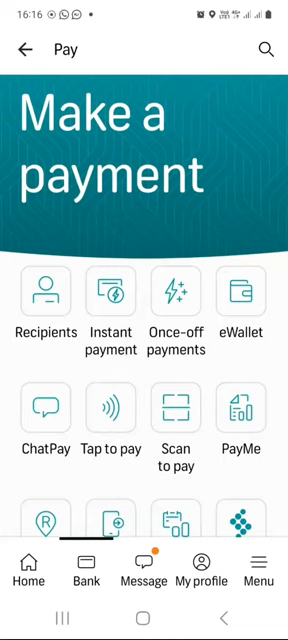 16:16
Pay
Make a
payment
Recipients
Instant
payment
Once-off
payments
eWallet
ChatPay
Tap to pay
Scan
to pay
PayMe
R
Home
Bank
Message
My profile
Menu